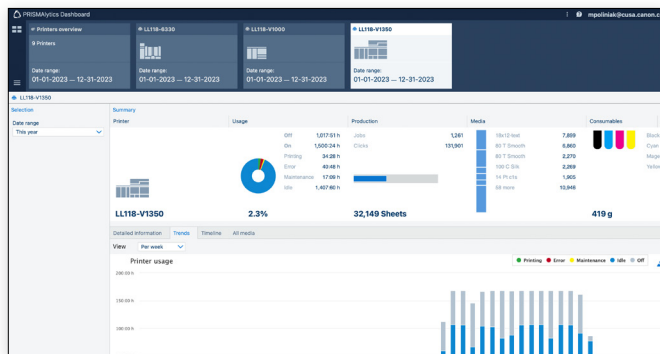 PRISMAlytics Dashboard
mpoliniak@cusa.canon.c
Printers overview
LL118-6330
LL118-V1000
LL118-V1350
9 Printers
Date range:
01-01-2023 — 12-31-2023
Date range:
01-01-2023 — 12-31-2023
Date range:
01-01-2023 — 12-31-2023
Date range:
01-01-2023 — 12-31-2023
LL118-V1350
Selection
Date range
This year
Summary
Printer
Usage
Production
Media
Consumables
Off 1,017:51 h
On 1,500:24 h
Printing 34:28 h
Error 40:48 h
Maintenance 17:09 h
Idle 1,407:60 h
Jobs 1,261
Clicks 131,901
18x12-test 7,899
80 T Smooth 6,860
80 T Smooth 2,270
100 C Silk 2,269
14 Pt cts 1,905
58 more 10,946
Black
Cyan
Mage
Yello
LL118-V1350
2.3%
32,149 Sheets
419 g
Detailed information Trends Timeline All media
View Per week
Printer usage
Printing Error Maintenance Idle Off
200:00 h
150:00 h
100:00 h